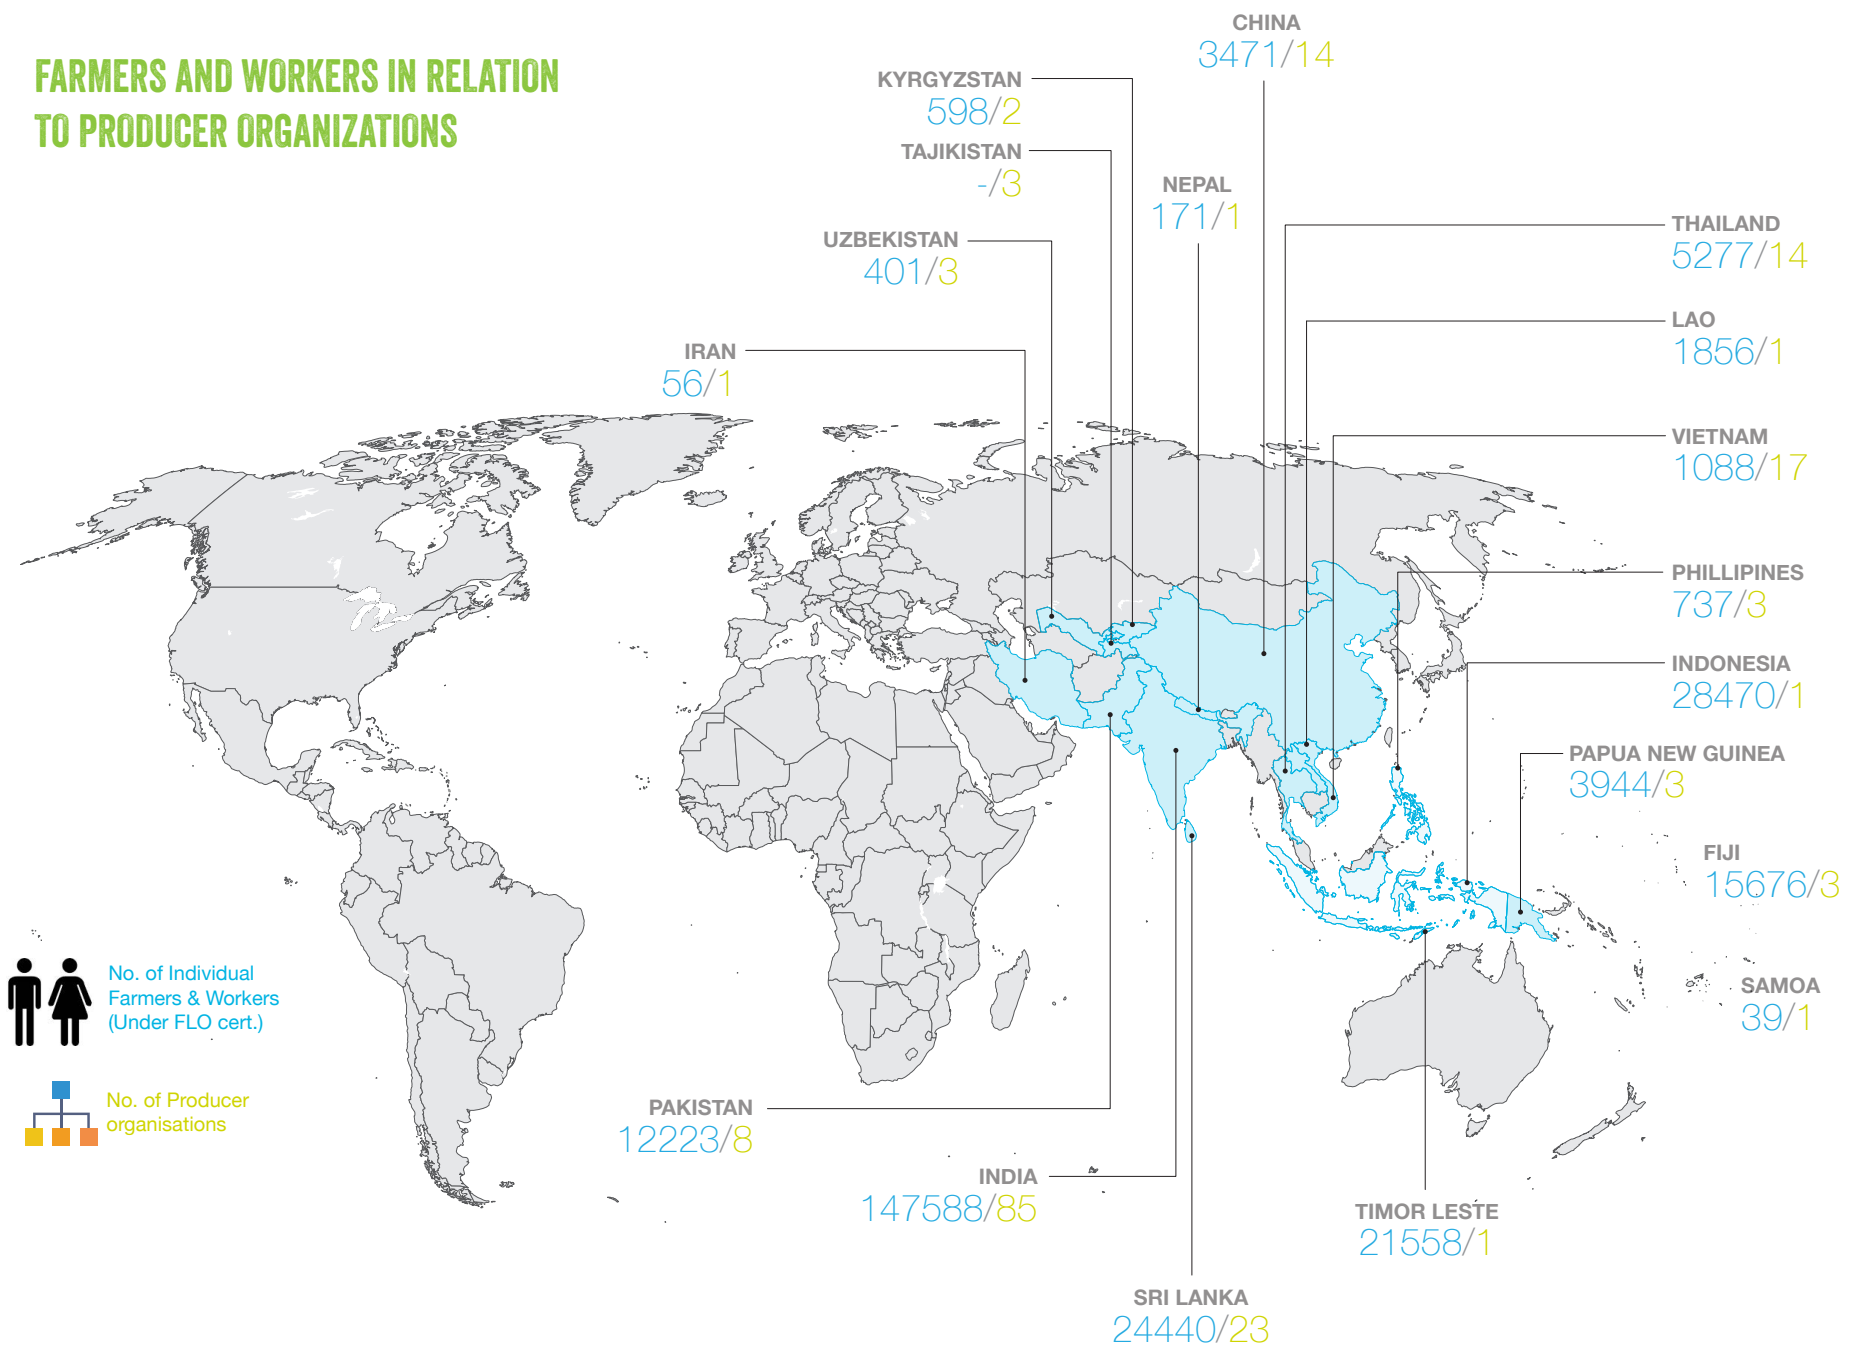 FARMERS AND WORKERS IN RELATION
TO PRODUCER ORGANIZATIONS
CHINA
3471/14
KYRGYZSTAN
598/2
TAJIKISTAN
-/3
NEPAL
171/1
UZBEKISTAN
401/3
THAILAND
5277/14
LAO
1856/1
IRAN
56/1
VIETNAM
1088/17
PHILLIPINES
737/3
INDONESIA
28470/1
PAPUA NEW GUINEA
3944/3
FIJI
15676/3
SAMOA
39/1
No. of Individual
Farmers & Workers
(Under FLO cert.)
No. of Producer
organisations
PAKISTAN
12223/8
INDIA
147588/85
TIMOR LESTE
21558/1
SRI LANKA
24440/23